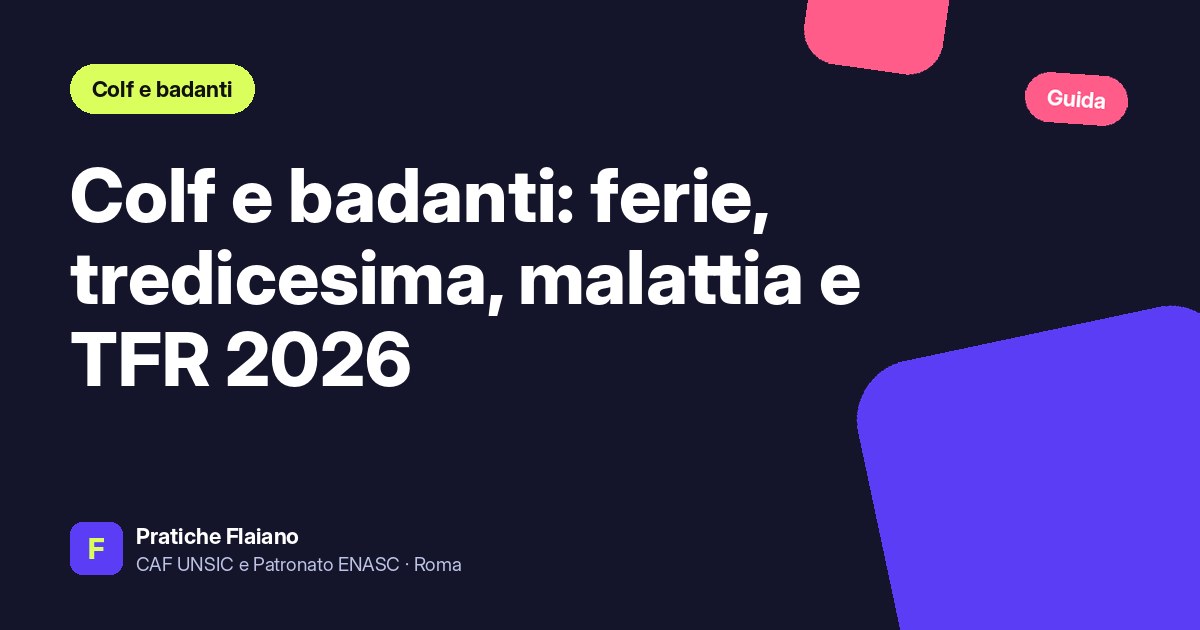 Colf e badanti
Guida
Colf e badanti: ferie,
tredicesima, malattia e
TFR 2026
F
Pratiche Flaiano
CAF UNSIC e Patronato ENASC · Roma